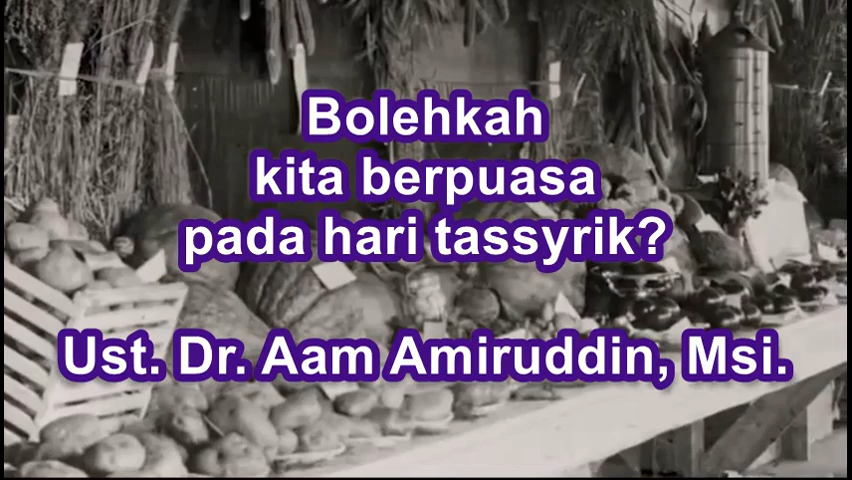 Bolehkah
kita berpuasa
pada hari tassyrik?
Ust. Dr. Aam Amiruddin, Msi.